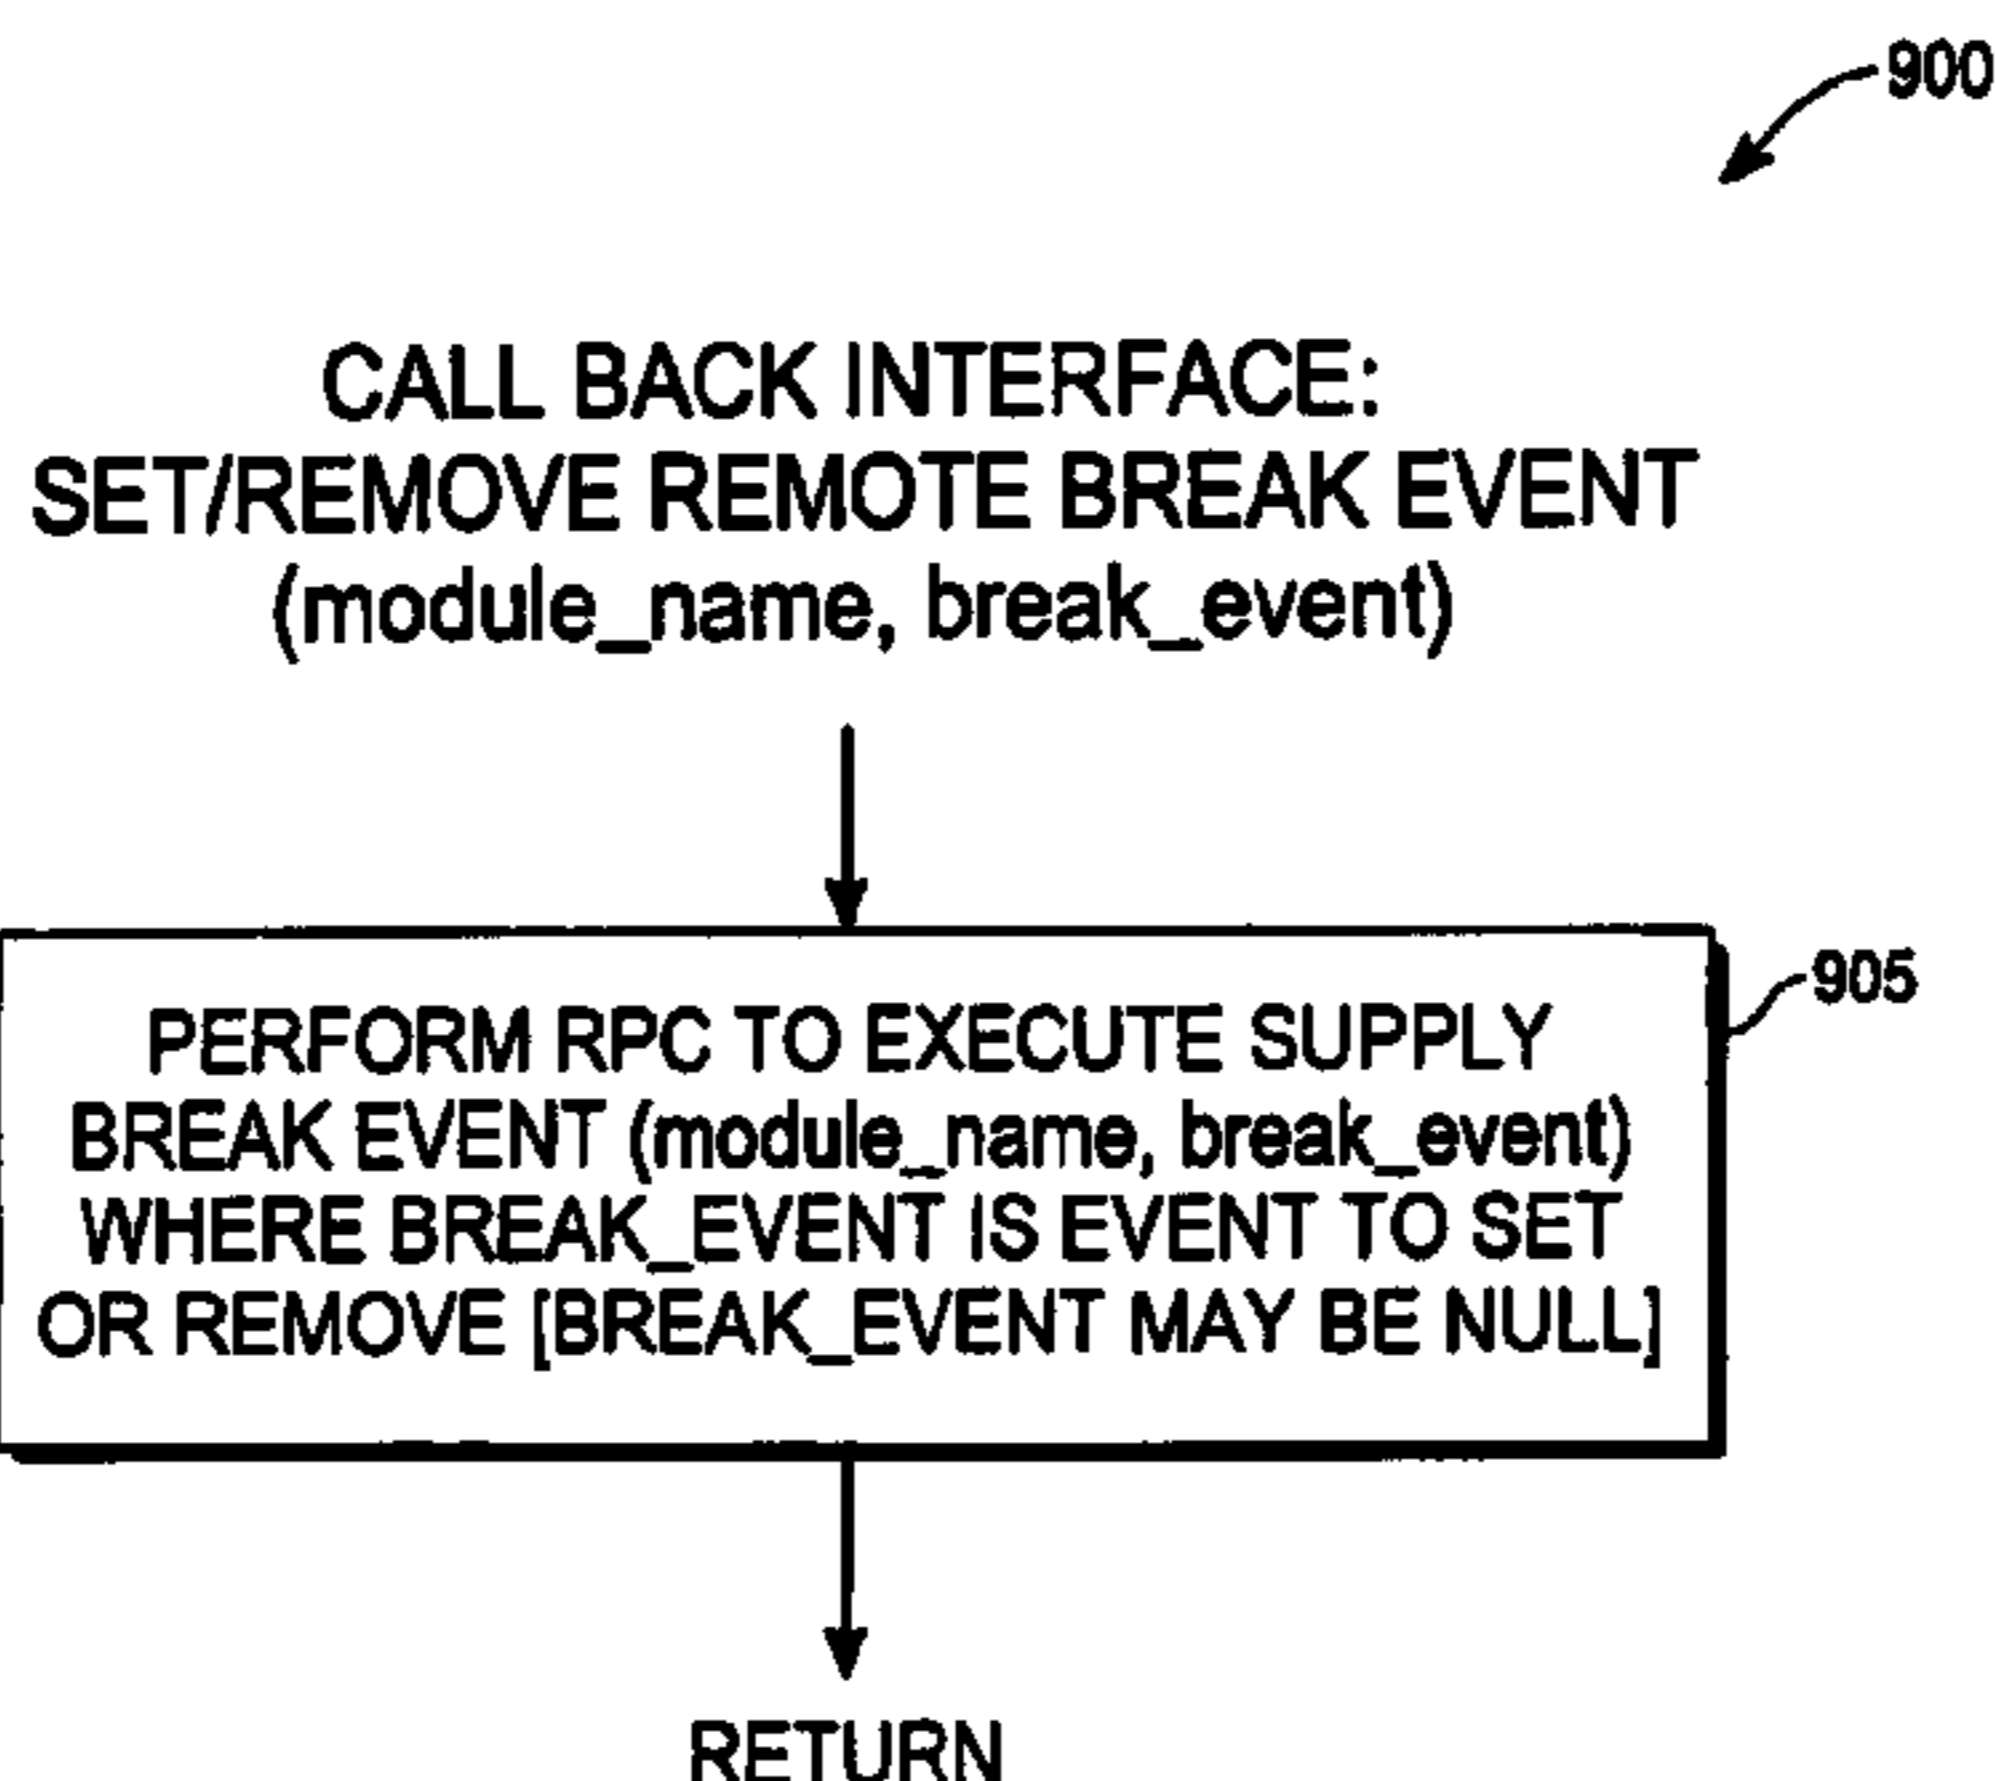 900
CALL BACK INTERFACE:
SET/REMOVE REMOTE BREAK EVENT
(module_name, break_event)
905
PERFORM RPC TO EXECUTE SUPPLY
BREAK EVENT (module_name, break_event)
WHERE BREAK_EVENT IS EVENT TO SET
OR REMOVE [BREAK_EVENT MAY BE NULL]
RETURN